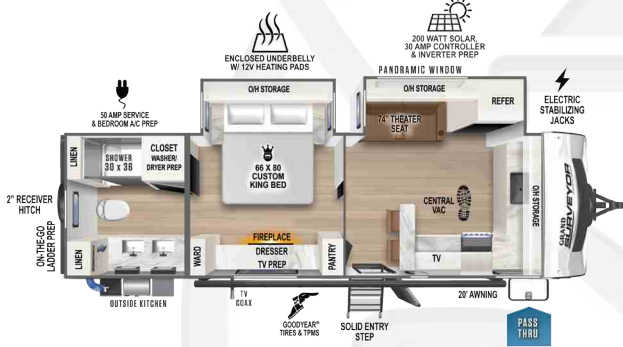 200 WATT SOLAR,
30 AMP CONTROLLER
& INVERTER PREP
ENCLOSED UNDERBELLY
W/ 12V HEATING PADS
PANORAMIC WINDOW
50 AMP SERVICE
& BEDROOM A/C PREP
O/H STORAGE
O/H STORAGE
REFER
ELECTRIC
STABILIZING
JACKS
74" THEATER
SEAT
LINEN
SHOWER
30 x 36
CLOSET
WASHER/
DRYER PREP
66 X 80
CUSTOM
KING BED
2" RECEIVER
HITCH
ON-THE-GO
LADDER PREP
CENTRAL
VAC
O/H STORAGE
GRAND
SURVEYOR
LINEN
WARD
FIREPLACE
DRESSER
TV PREP
PANTRY
TV
OUTSIDE KITCHEN
TV
COAX
GOODYEAR®
TIRES & TPMS
SOLID ENTRY
STEP
20' AWNING
PASS
THRU